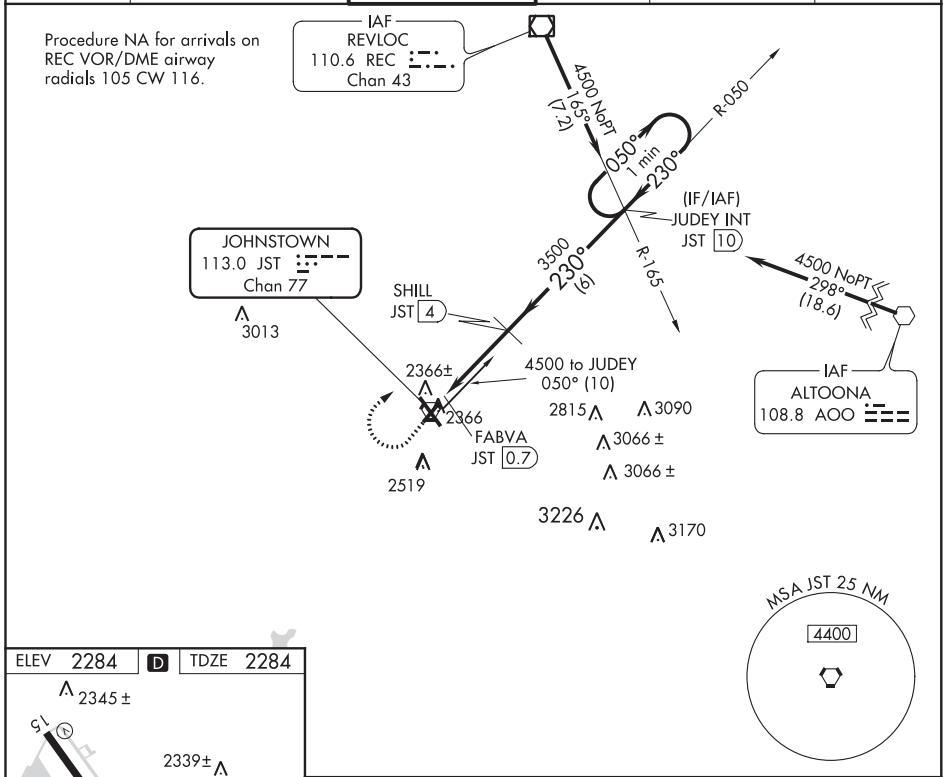 Procedure NA for arrivals on
REC VOR/DME airway
radials 105 CW 116.
IAF
REVLOC
110.6 REC
Chan 43
4500 NoPT
165°
(7.2)
R-050
050°
1 min
230°
(IF/IAF)
JUDEY INT
JST 10
R-165
4500 NoPT
298°
(18.6)
IAF
ALTOONA
108.8 AOO
JOHNSTOWN
113.0 JST
Chan 77
3013
3500
230°
(6)
SHILL
JST 4
4500 to JUDEY
050° (10)
2366±
2366
FABVA
JST 0.7
2519
2815
3090
3066 ±
3066 ±
3226
3170
MSA JST 25 NM
4400
ELEV 2284 D TDZE 2284
2345 ±
15
V
2339±